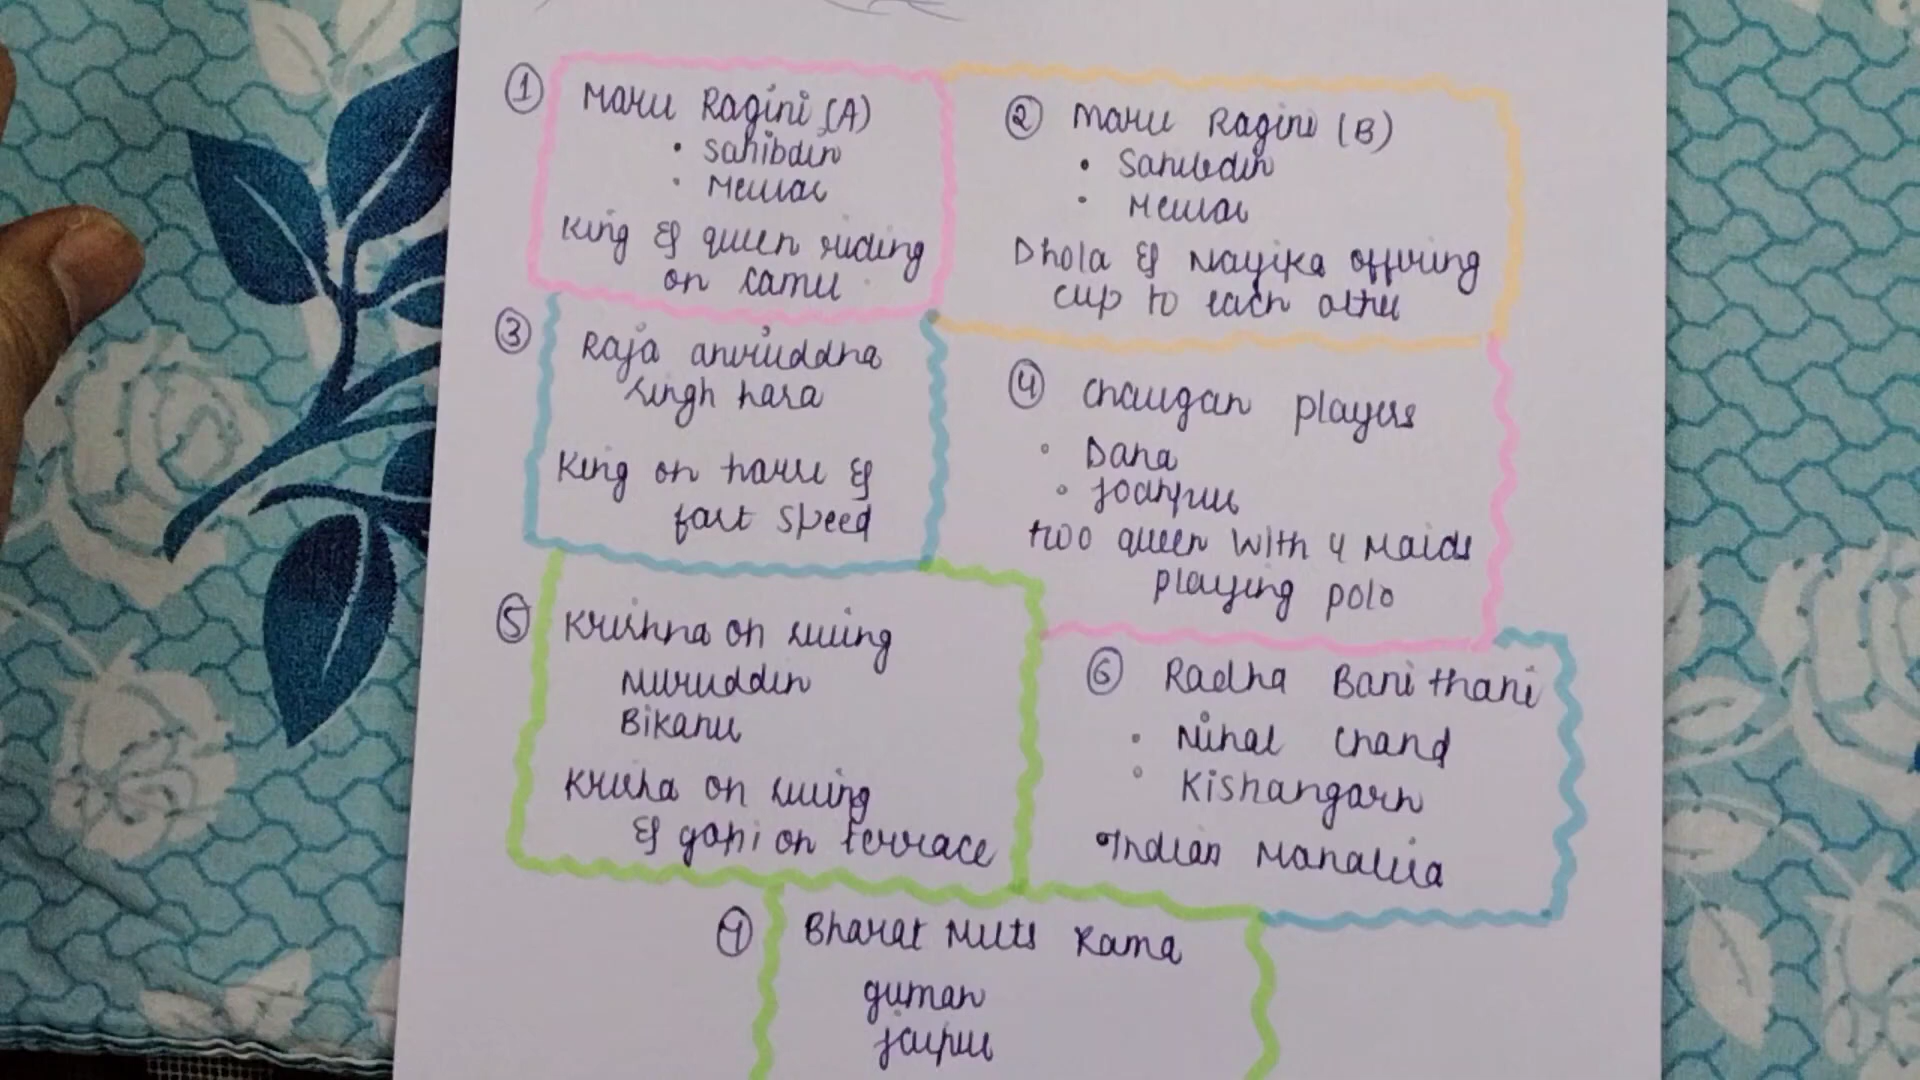 1 Maru Ragini (A)
• Sahibdin
• Mewar
King & queen riding
on camel
2 Maru Ragini (B)
• Sahibdin
• Mewar
Dhola & Nayika offering
cup to each other
3 Raja aniruddha
Singh hara
King on horse &
fast speed
4 Chaugan players
• Dana
• Jodhpur
two queen with 4 Maids
playing polo
5 Krishna on swing
Nuruddin
Bikaner
Krisha on swing
& gopi on terrace
6 Radha Bani thani
• Nihal Chand
• Kishangarh
Indian Monalisa
7 Bharat Meets Rama
guman
jaipur